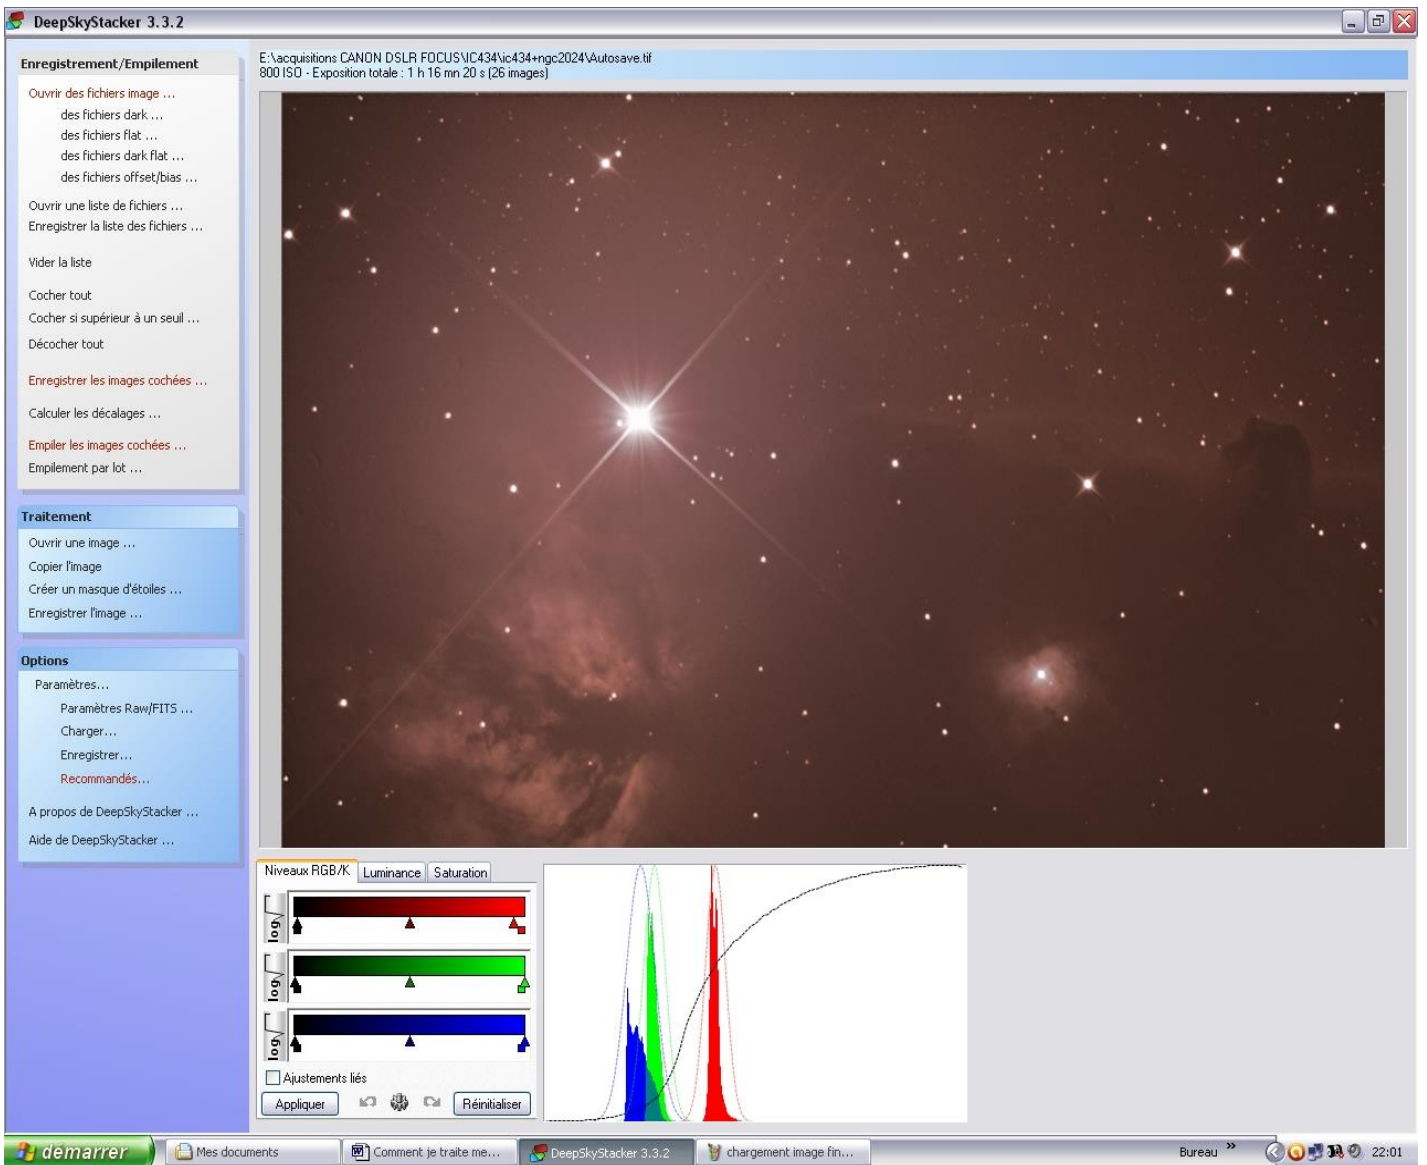 DeepSkyStacker 3.3.2
Enregistrement/Empilement
Ouvrir des fichiers image ...
des fichiers dark ...
des fichiers flat ...
des fichiers dark flat ...
des fichiers offset/bias ...
Ouvrir une liste de fichiers ...
Enregistrer la liste des fichiers ...
Vider la liste
Cocher tout
Cocher si supérieur à un seuil ...
Décocher tout
Enregistrer les images cochées ...
Calculer les décalages ...
Empiler les images cochées ...
Empilement par lot ...
Traitement
Ouvrir une image ...
Copier l'image
Créer un masque d'étoiles ...
Enregistrer l'image ...
Options
Paramètres...
Paramètres Raw/FITS ...
Charger...
Enregistrer...
Recommandés...
A propos de DeepSkyStacker ...
Aide de DeepSkyStacker ...
E:\acquisitions CANON DSLR FOCUS\IC434\ic434+ngc2024\Autosave.tif
800 ISO - Exposition totale : 1 h 16 mn 20 s (26 images)
Niveaux RGB/K
Luminance
Saturation
log
log
log
Ajustements liés
Appliquer
Réinitialiser
démarrer
Mes documents
Comment je traite me...
DeepSkyStacker 3.3.2
chargement image fin...
Bureau
22:01